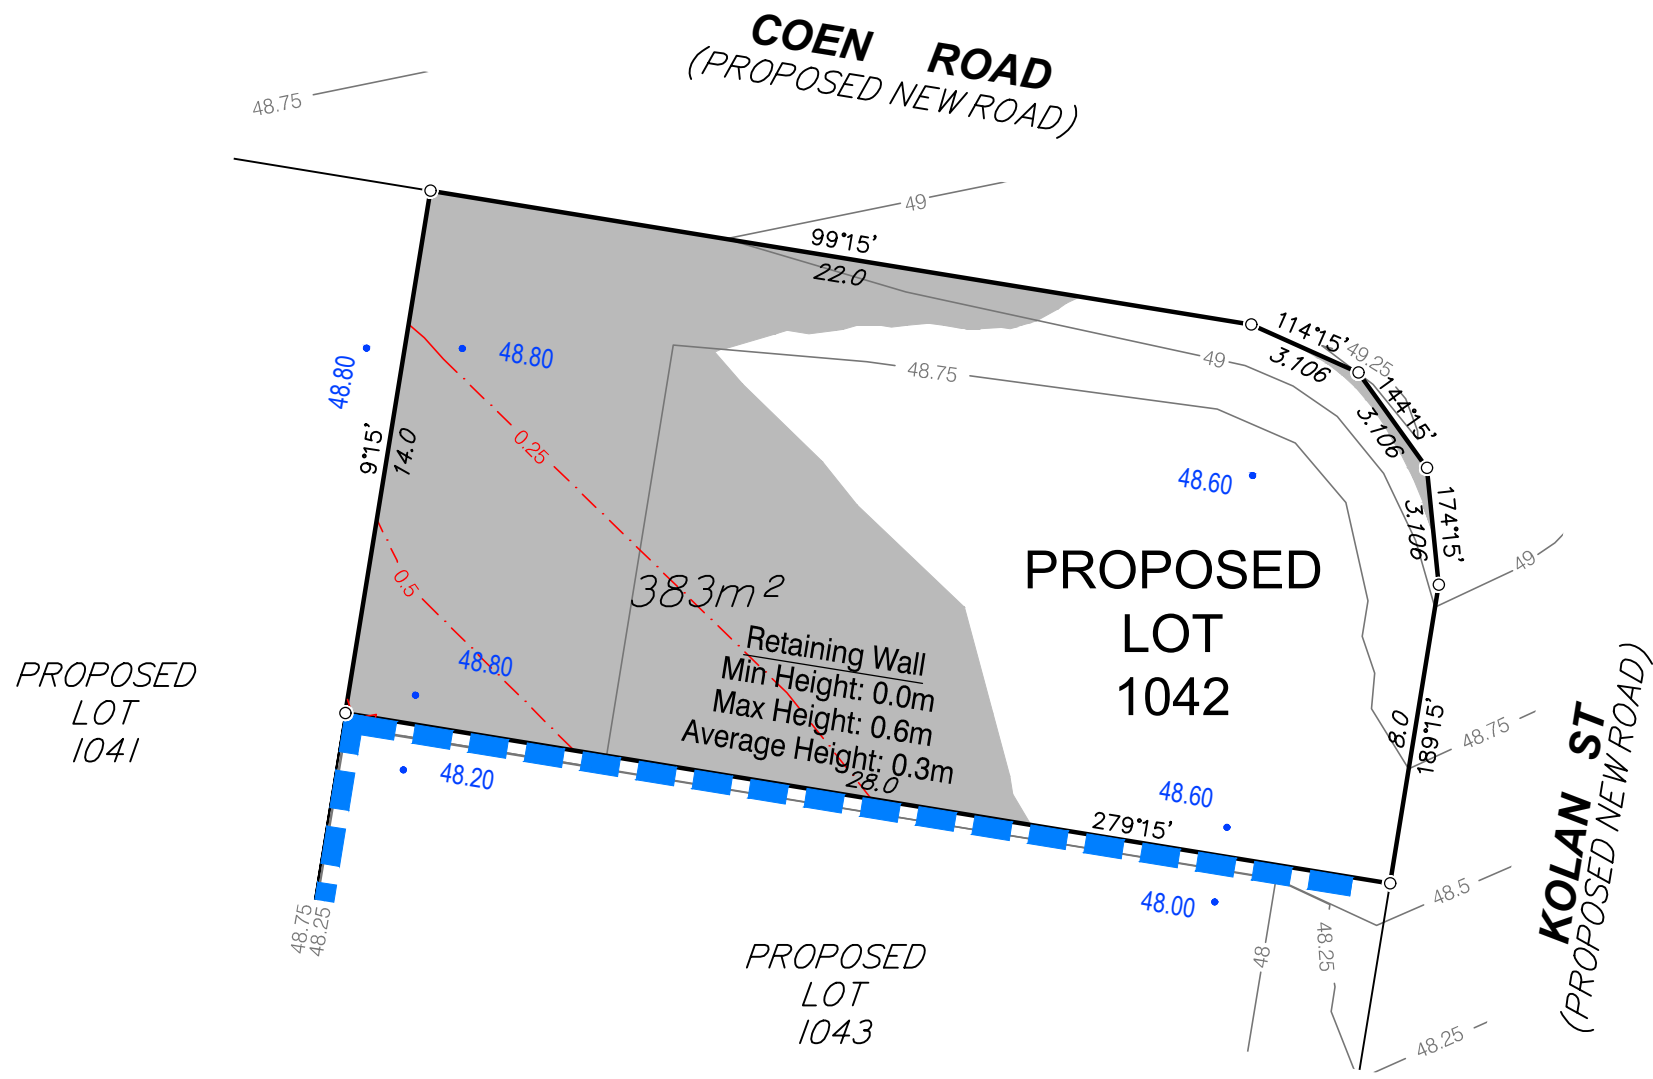 COEN ROAD
(PROPOSED NEW ROAD)
48.75
49
99°15'
22.0
114°15'
3.106
49.25
144°15'
3.106
174°15'
3.106
48.80
48.80
49
48.75
9°15'
14.0
0.25
48.60
49
0.5
383m²
PROPOSED
LOT
1042
48.80
Retaining Wall
Min Height: 0.0m
Max Height: 0.6m
Average Height: 0.3m
28.0
PROPOSED
LOT
1041
8.0
189°15'
48.75
KOLAN ST
(PROPOSED NEW ROAD)
48.20
48.60
279°15'
48.00
48.5
48.75
48.25
48
48.25
48.25
PROPOSED
LOT
1043